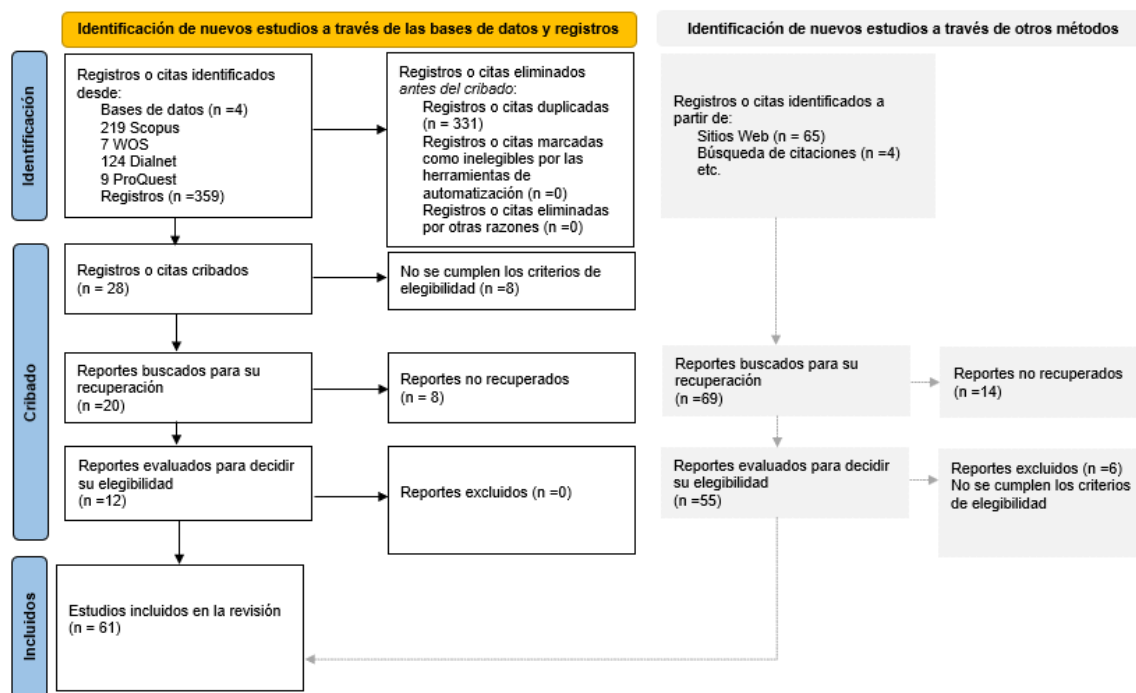 Identificación de nuevos estudios a través de las bases de datos y registros
Identificación de nuevos estudios a través de otros métodos
Identificación
Registros o citas identificados
desde:
Bases de datos (n =4)
219 Scopus
7 WOS
124 Dialnet
9 ProQuest
Registros (n =359)
Registros o citas eliminados
antes del cribado:
Registros o citas duplicadas
(n = 331)
Registros o citas marcadas
como inelegibles por las
herramientas de
automatización (n =0)
Registros o citas eliminadas
por otras razones (n =0)
Registros o citas identificados a
partir de:
Sitios Web (n = 65)
Búsqueda de citaciones (n =4)
etc.
Cribado
Registros o citas cribados
(n = 28)
No se cumplen los criterios de
elegibilidad (n =8)
Reportes buscados para su
recuperación
(n =20)
Reportes no recuperados
(n = 8)
Reportes buscados para su
recuperación
(n =69)
Reportes no recuperados
(n =14)
Reportes evaluados para decidir
su elegibilidad
(n =12)
Reportes excluidos (n =0)
Reportes evaluados para decidir
su elegibilidad
(n =55)
Reportes excluidos (n =6)
No se cumplen los criterios
de elegibilidad
Incluidos
Estudios incluidos en la revisión
(n = 61)